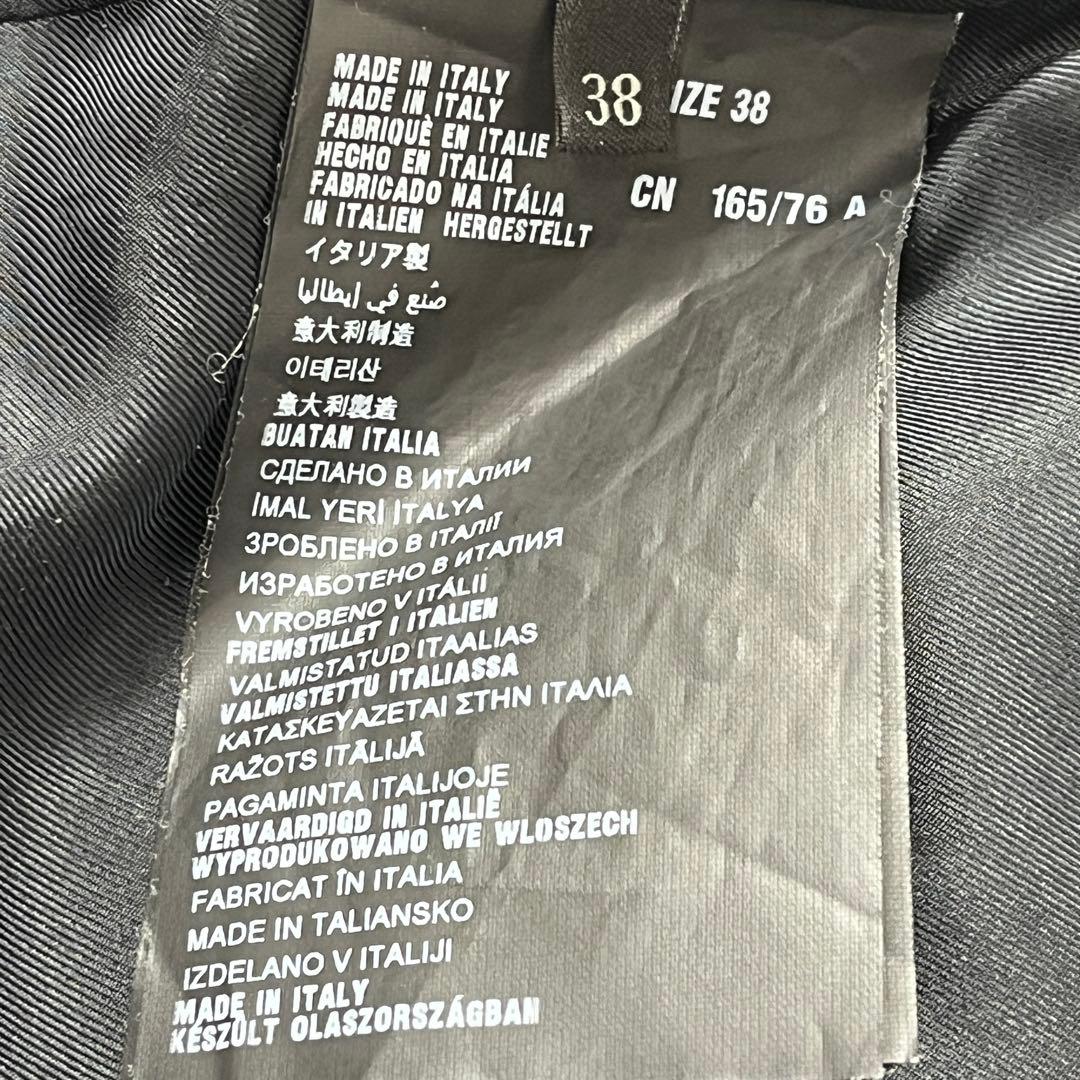 38
IZE 38
CN 165/76 A
MADE IN ITALY
MADE IN ITALY
FABRIQUÈ EN ITALIE
HECHO EN ITALIA
FABRICADO NA ITÁLIA
IN ITALIEN HERGESTELLT
イタリア製
صُنع في إيطاليا
意大利制造
이태리산
意大利製造
BUATAN ITALIA
СДЕЛАНО В ИТАЛИИ
İMAL YERİ İTALYA
ЗРОБЛЕНО В ІТАЛІЇ
ИЗРАБОТЕНО В ИТАЛИЯ
VYROBENO V ITÁLII
FREMSTILLET I ITALIEN
VALMISTATUD ITAALIAS
VALMISTETTU ITALIASSA
ΚΑΤΑΣΚΕΥΑΖΕΤΑΙ ΣΤΗΝ ΙΤΑΛΙΑ
RAŽOTS ITĀLIJĀ
PAGAMINTA ITALIJOJE
VERVAARDIGD IN ITALIË
WYPRODUKOWANO WE WLOSZECH
FABRICAT ÎN ITALIA
MADE IN TALIANSKO
IZDELANO V ITALIJI
MADE IN ITALY
KÉSZÜLT OLASZORSZÁGBAN